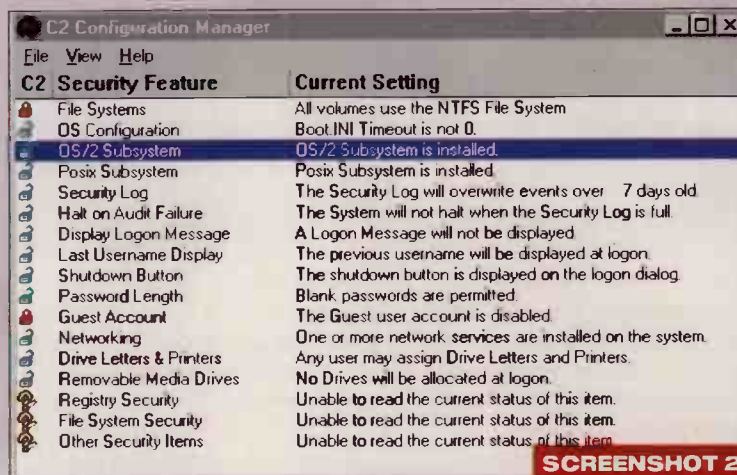 C2 Configuration Manager
File View Help
C2 Security Feature Current Setting
File Systems All volumes use the NTFS File System
OS Configuration Boot.INI Timeout is not 0.
OS/2 Subsystem OS/2 Subsystem is installed.
Posix Subsystem Posix Subsystem is installed.
Security Log The Security Log will overwrite events over 7 days old.
Halt on Audit Failure The System will not halt when the Security Log is full.
Display Logon Message A Logon Message will not be displayed.
Last Username Display The previous username will be displayed at logon.
Shutdown Button The shutdown button is displayed on the logon dialog.
Password Length Blank passwords are permitted.
Guest Account The Guest user account is disabled.
Networking One or more network services are installed on the system.
Drive Letters & Printers Any user may assign Drive Letters and Printers.
Removable Media Drives No Drives will be allocated at logon.
Registry Security Unable to read the current status of this item.
File System Security Unable to read the current status of this item.
Other Security Items Unable to read the current status of this item
SCREENSHOT 2